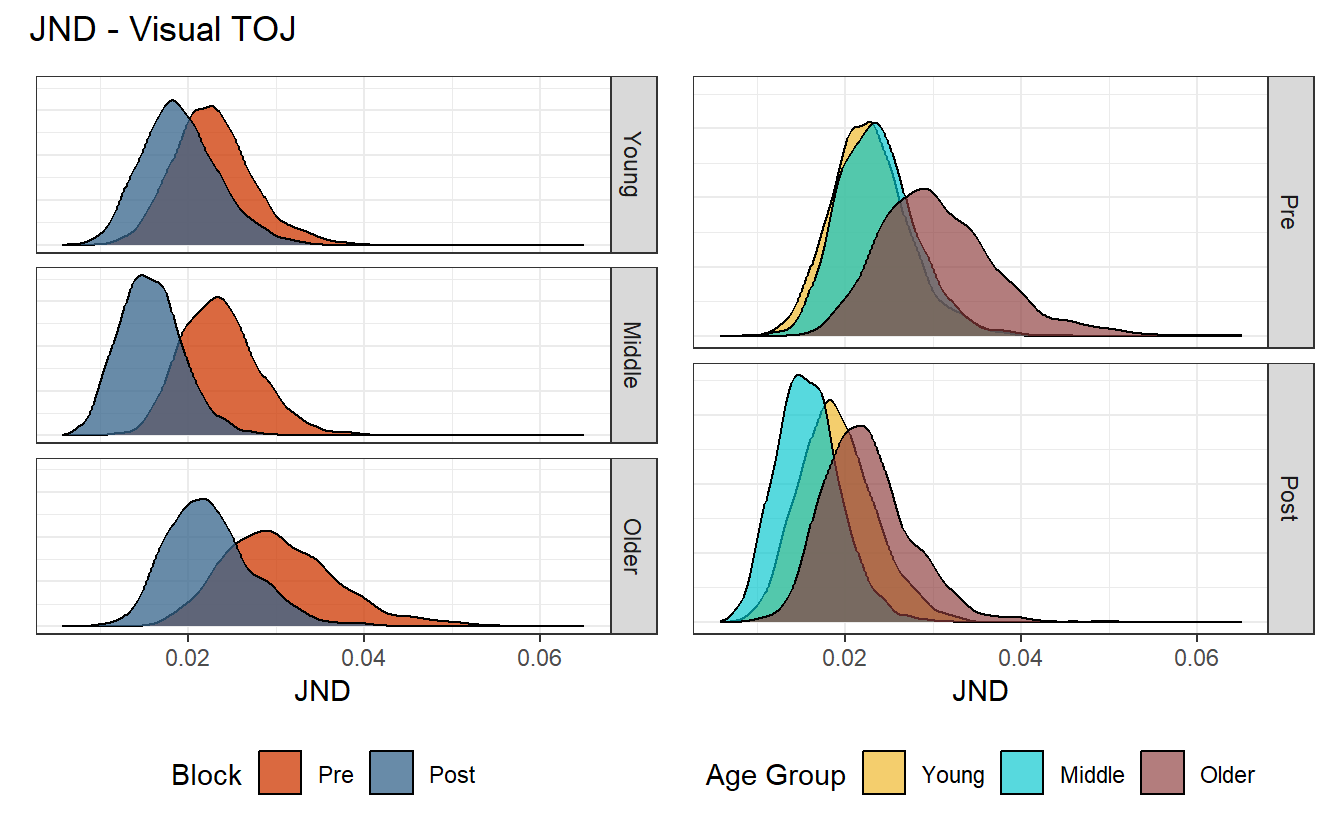 JND - Visual TOJ
Young
Middle
Older
0.02 0.04 0.06
JND
Block Pre Post
Pre
Post
0.02 0.04 0.06
JND
Age Group Young Middle Older